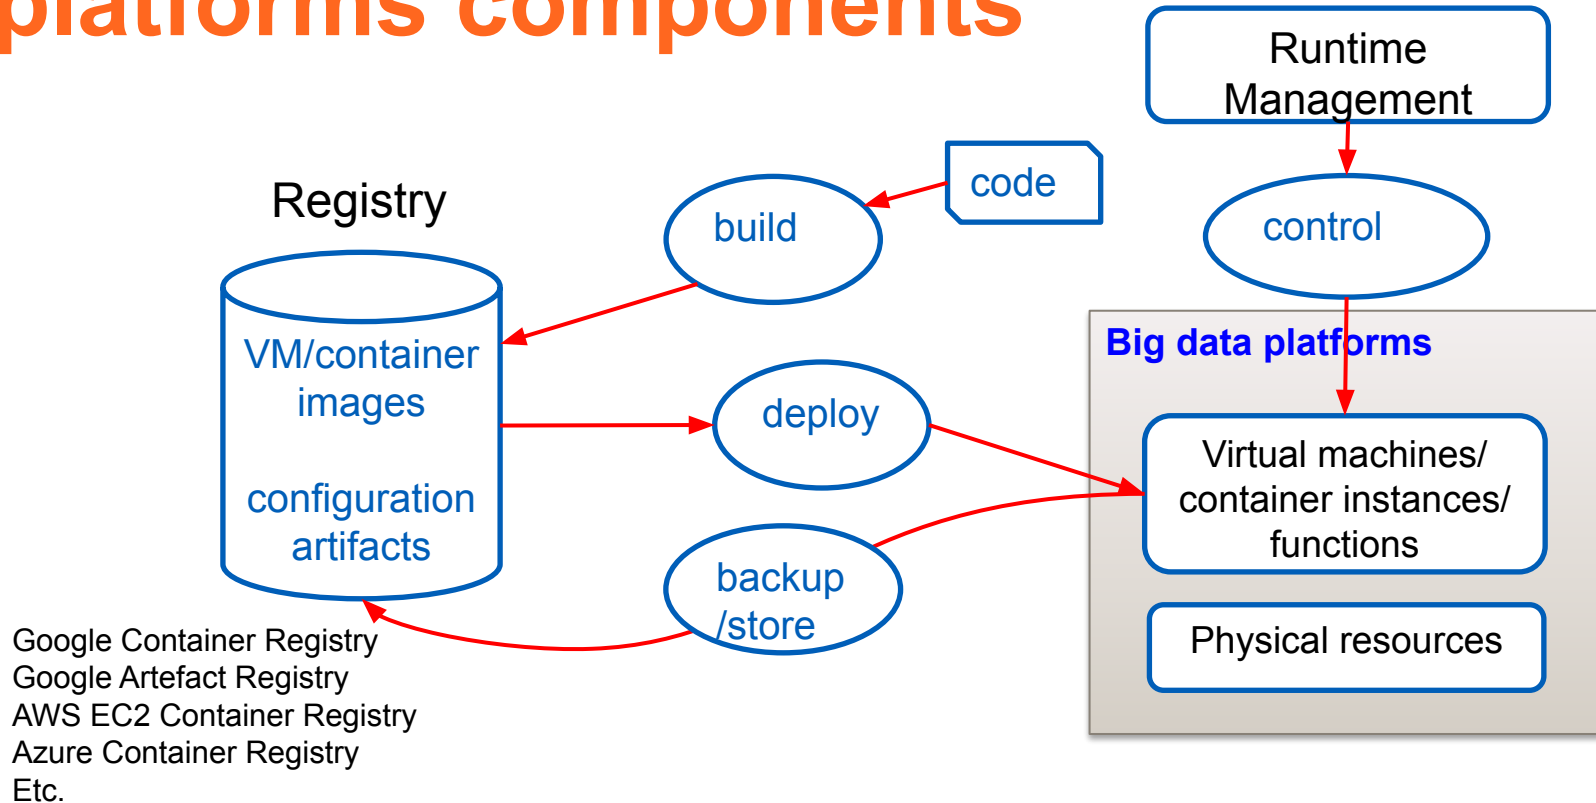 platforms components
Runtime
Management
code
Registry
build
control
Big data platforms
VM/container
images
configuration
artifacts
deploy
Virtual machines/
container instances/
functions
backup
/store
Physical resources
Google Container Registry
Google Artefact Registry
AWS EC2 Container Registry
Azure Container Registry
Etc.